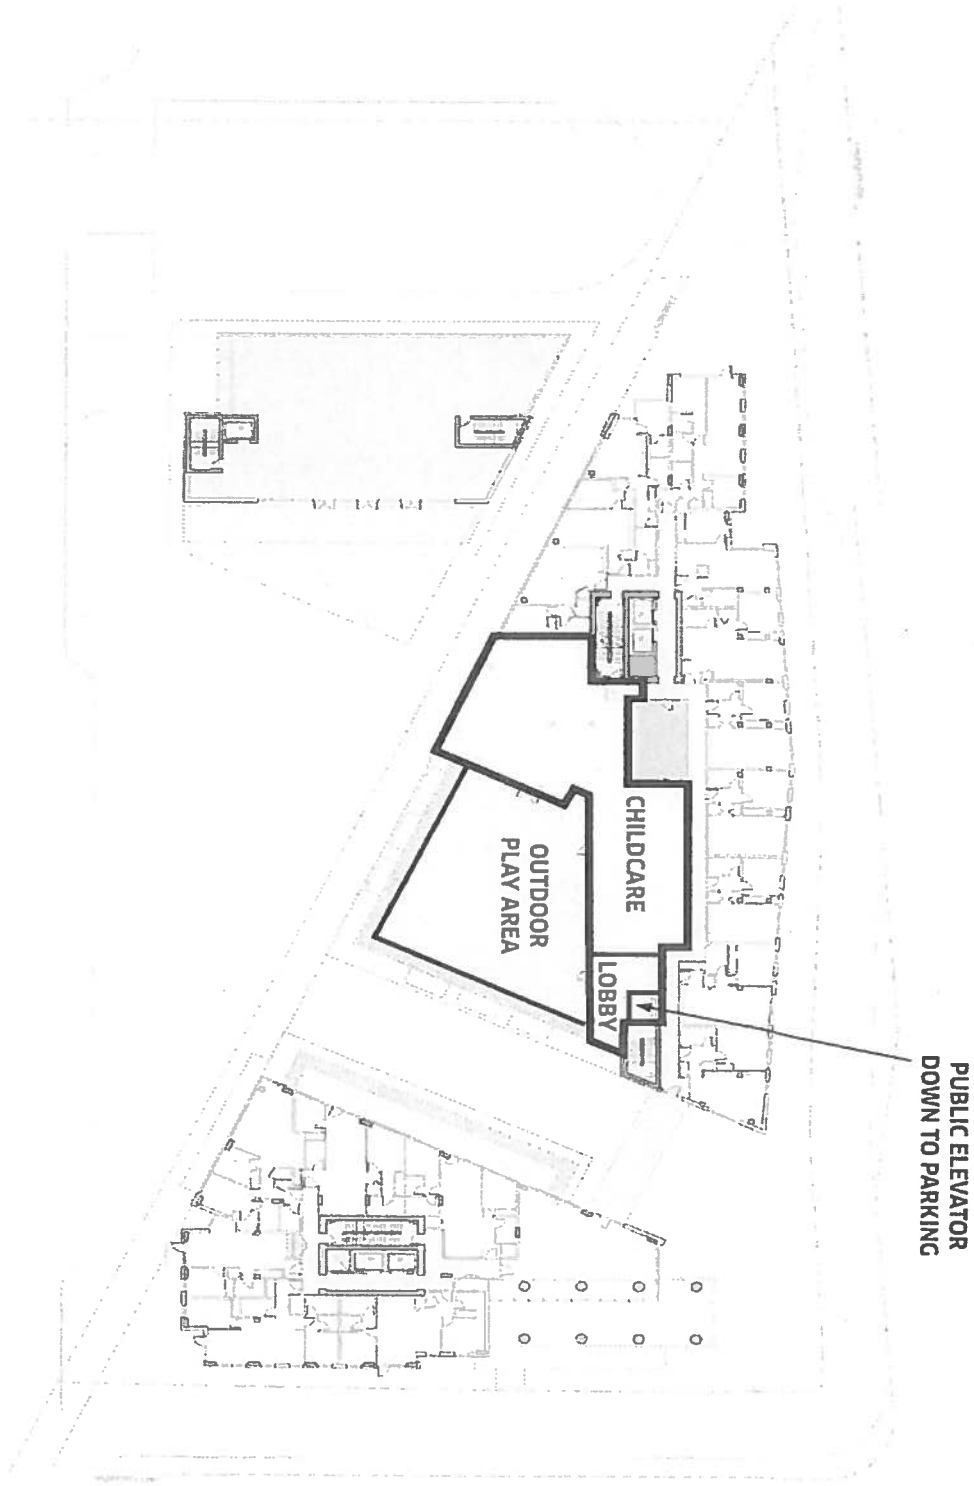 CHILDCARE
OUTDOOR
PLAY AREA
LOBBY
PUBLIC ELEVATOR
DOWN TO PARKING